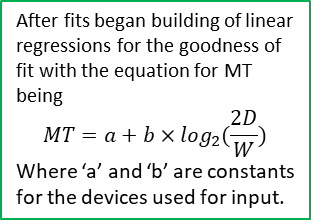 After fits began building of linear
regressions for the goodness of
fit with the equation for MT
being
MT = a + b × log₂(2D/W)
Where ‘a’ and ‘b’ are constants
for the devices used for input.